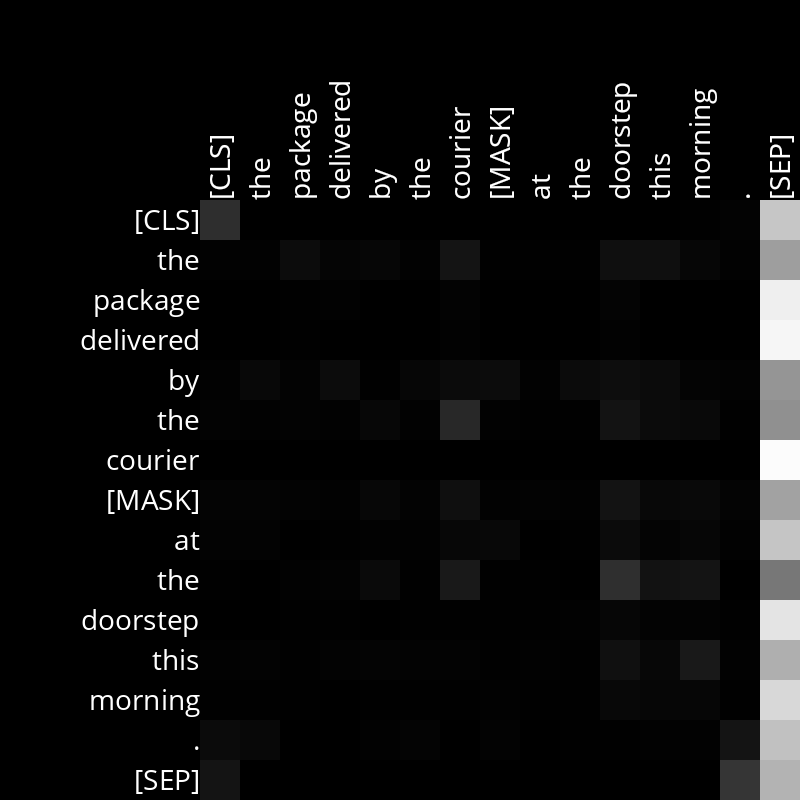 [CLS] the package delivered by the courier [MASK] at the doorstep this morning . [SEP]
[CLS]
the
package
delivered
by
the
courier
[MASK]
at
the
doorstep
this
morning
.
[SEP]